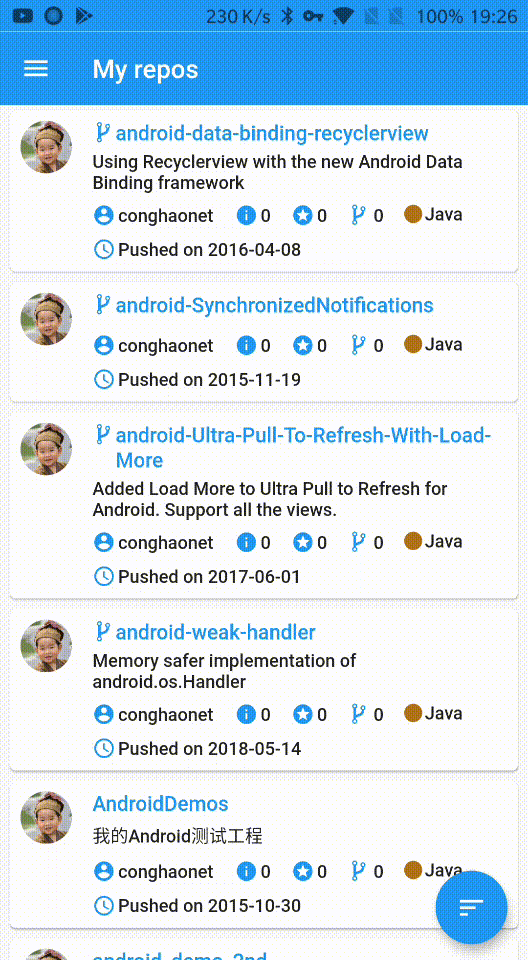 230 K/s 100% 19:26
My repos
android-data-binding-recyclerview
Using Recyclerview with the new Android Data
Binding framework
conghaonet 0 0 0 Java
Pushed on 2016-04-08
android-SynchronizedNotifications
conghaonet 0 0 0 Java
Pushed on 2015-11-19
android-Ultra-Pull-To-Refresh-With-Load-
More
Added Load More to Ultra Pull to Refresh for
Android. Support all the views.
conghaonet 0 0 0 Java
Pushed on 2017-06-01
android-weak-handler
Memory safer implementation of
android.os.Handler
conghaonet 0 0 0 Java
Pushed on 2018-05-14
AndroidDemos
我的Android测试工程
conghaonet 0 0 0 Java
Pushed on 2015-10-30
android_demo_2nd